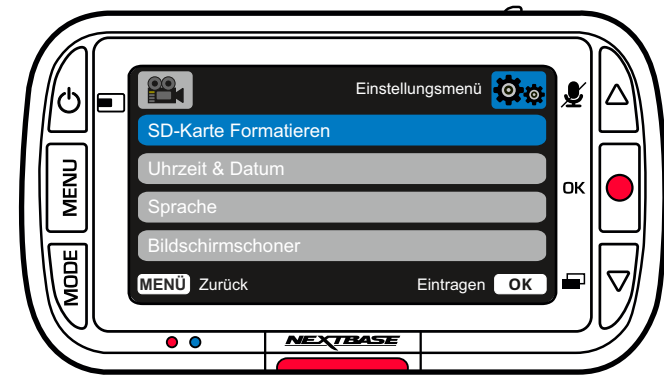 Einstellungsmenü
SD-Karte Formatieren
MENU
Uhrzeit & Datum
OK
Sprache
MODE
Bildschirmschoner
MENÜ Zurück Eintragen OK
NEXTBASE